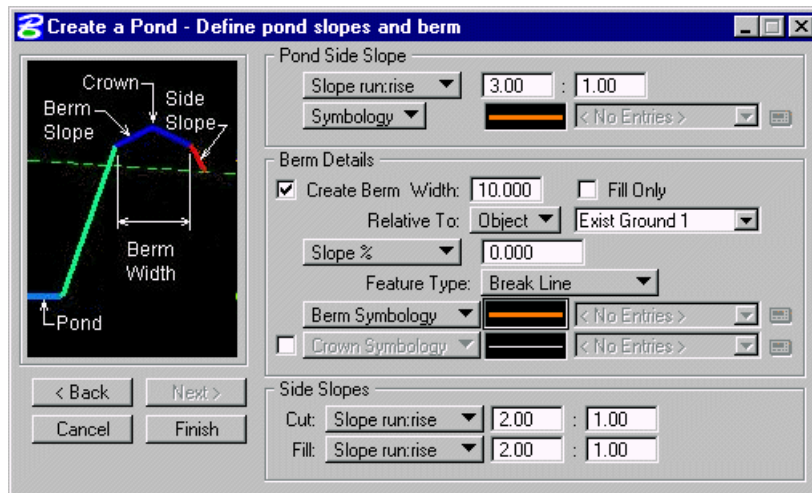 Create a Pond - Define pond slopes and berm
Crown
Side
Slope
Berm
Slope
Berm
Width
Pond
< Back
Next >
Cancel
Finish
Pond Side Slope
Slope run:rise 3.00 : 1.00
Symbology < No Entries >
Berm Details
Create Berm Width: 10.000 Fill Only
Relative To: Object Exist Ground 1
Slope % 0.000
Feature Type: Break Line
Berm Symbology < No Entries >
Crown Symbology < No Entries >
Side Slopes
Cut: Slope run:rise 2.00 : 1.00
Fill: Slope run:rise 2.00 : 1.00